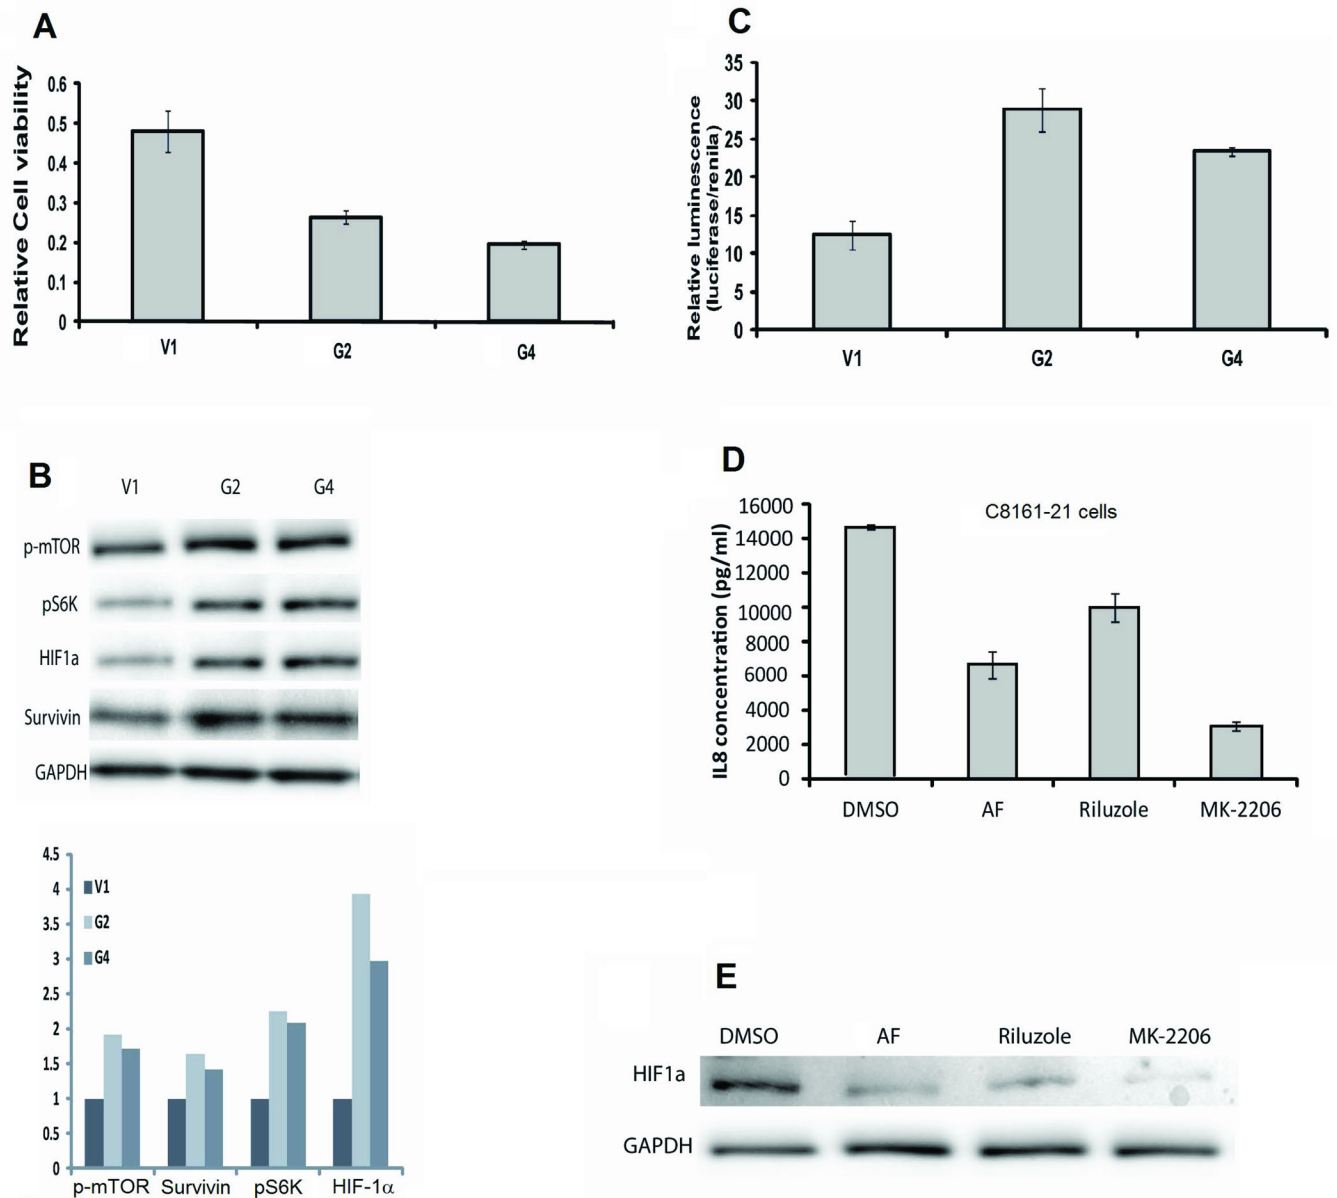 A
Relative Cell viability
0.6
0.5
0.4
0.3
0.2
0.1
0
V1 G2 G4
C
Relative luminescence
(luciferase/renila)
35
30
25
20
15
10
5
0
V1 G2 G4
B
V1 G2 G4
p-mTOR
pS6K
HIF1a
Survivin
GAPDH
4.5
4
3.5
3
2.5
2
1.5
1
0.5
0
V1
G2
G4
p-mTOR Survivin pS6K HIF-1α
D
C8161-21 cells
IL8 concentration (pg/ml)
16000
14000
12000
10000
8000
6000
4000
2000
0
DMSO AF Riluzole MK-2206
E
DMSO AF Riluzole MK-2206
HIF1a
GAPDH